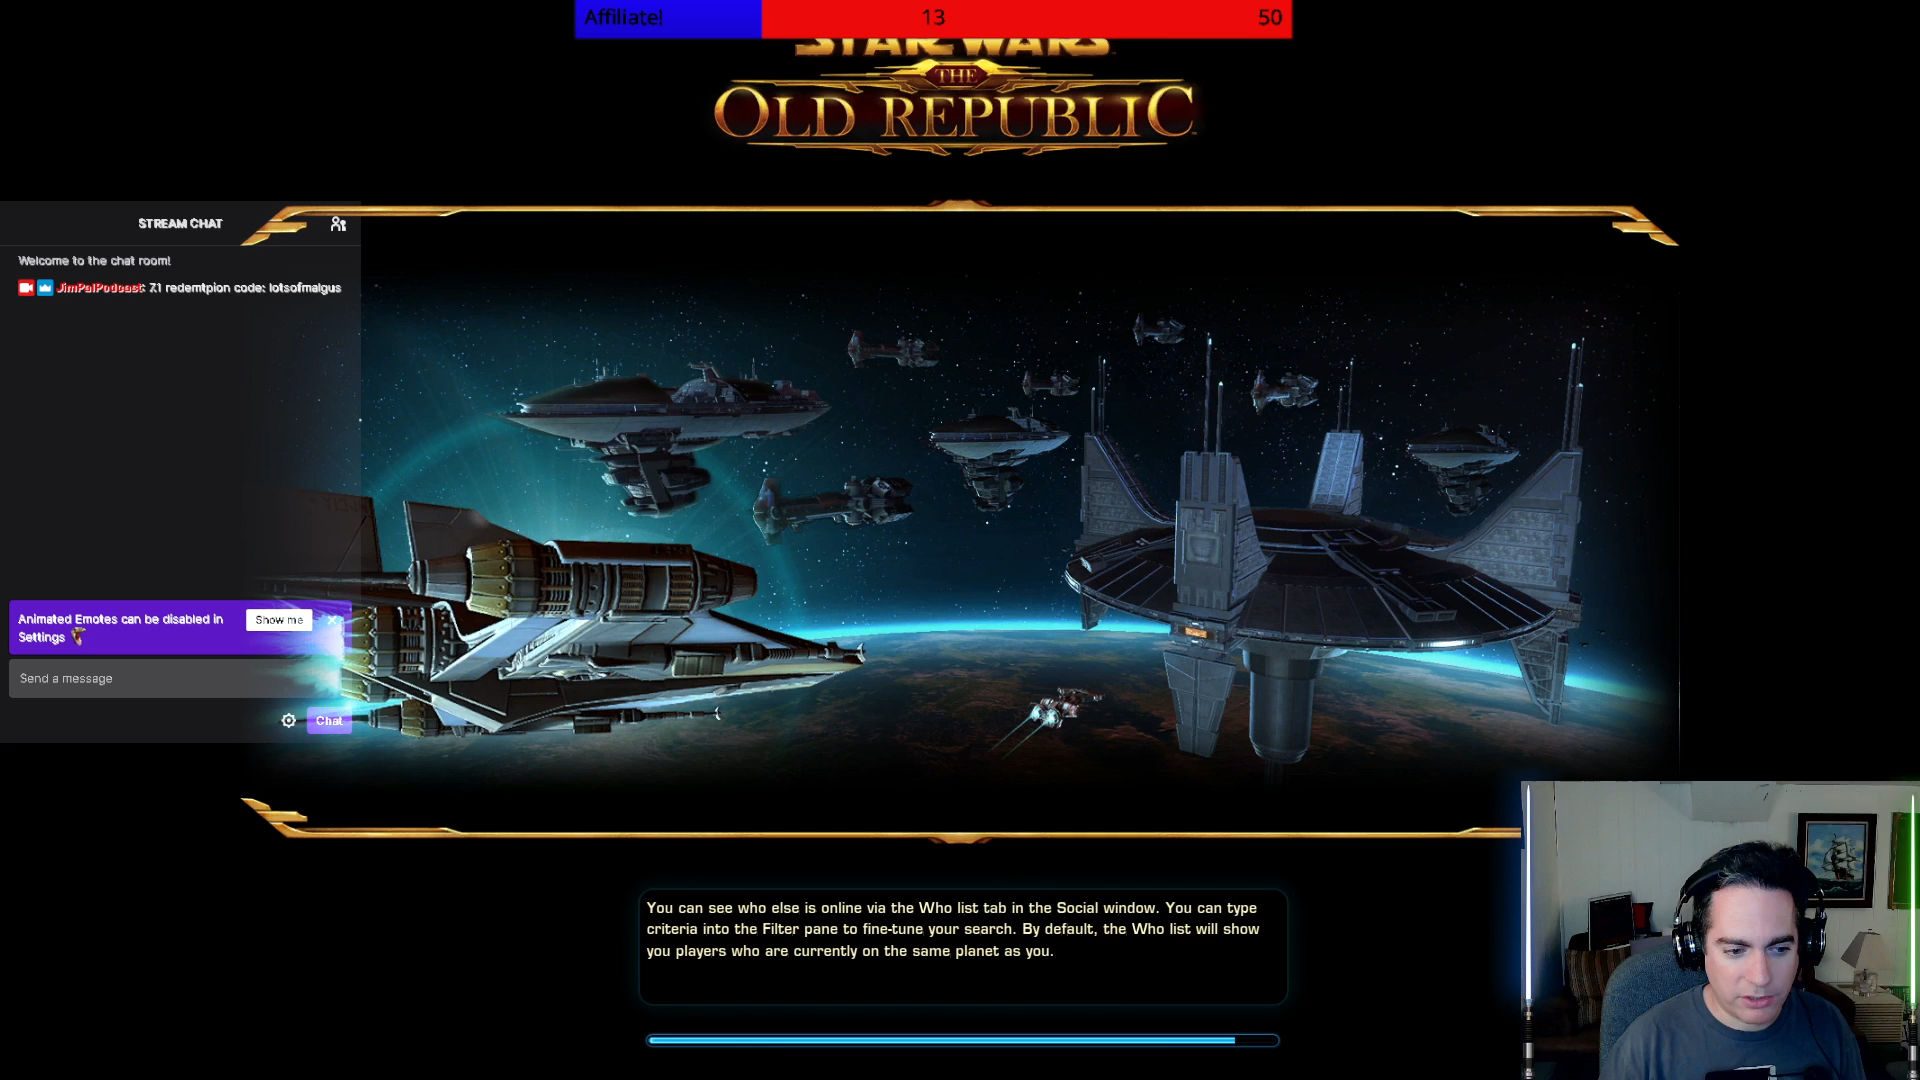 Affiliate!
13
50
STAR WARS
THE
OLD REPUBLIC
STREAM CHAT
Welcome to the chat room!
JimPalPodcast: 7.1 redemtpion code: lotsofmalgus
Animated Emotes can be disabled in
Settings
Show me
Send a message
Chat
You can see who else is online via the Who list tab in the Social window. You can type
criteria into the Filter pane to fine-tune your search. By default, the Who list will show
you players who are currently on the same planet as you.